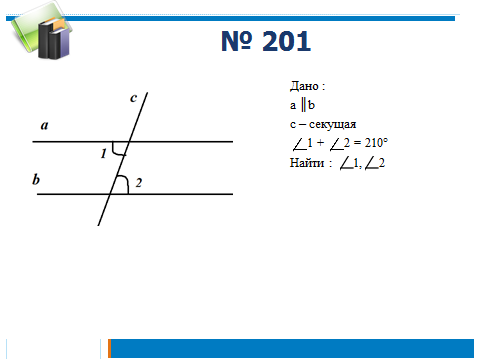 № 201
Дано :
a ∥ b
c – секущая
∠1 + ∠2 = 210°
Найти : ∠1, ∠2
c
a
1
b
2